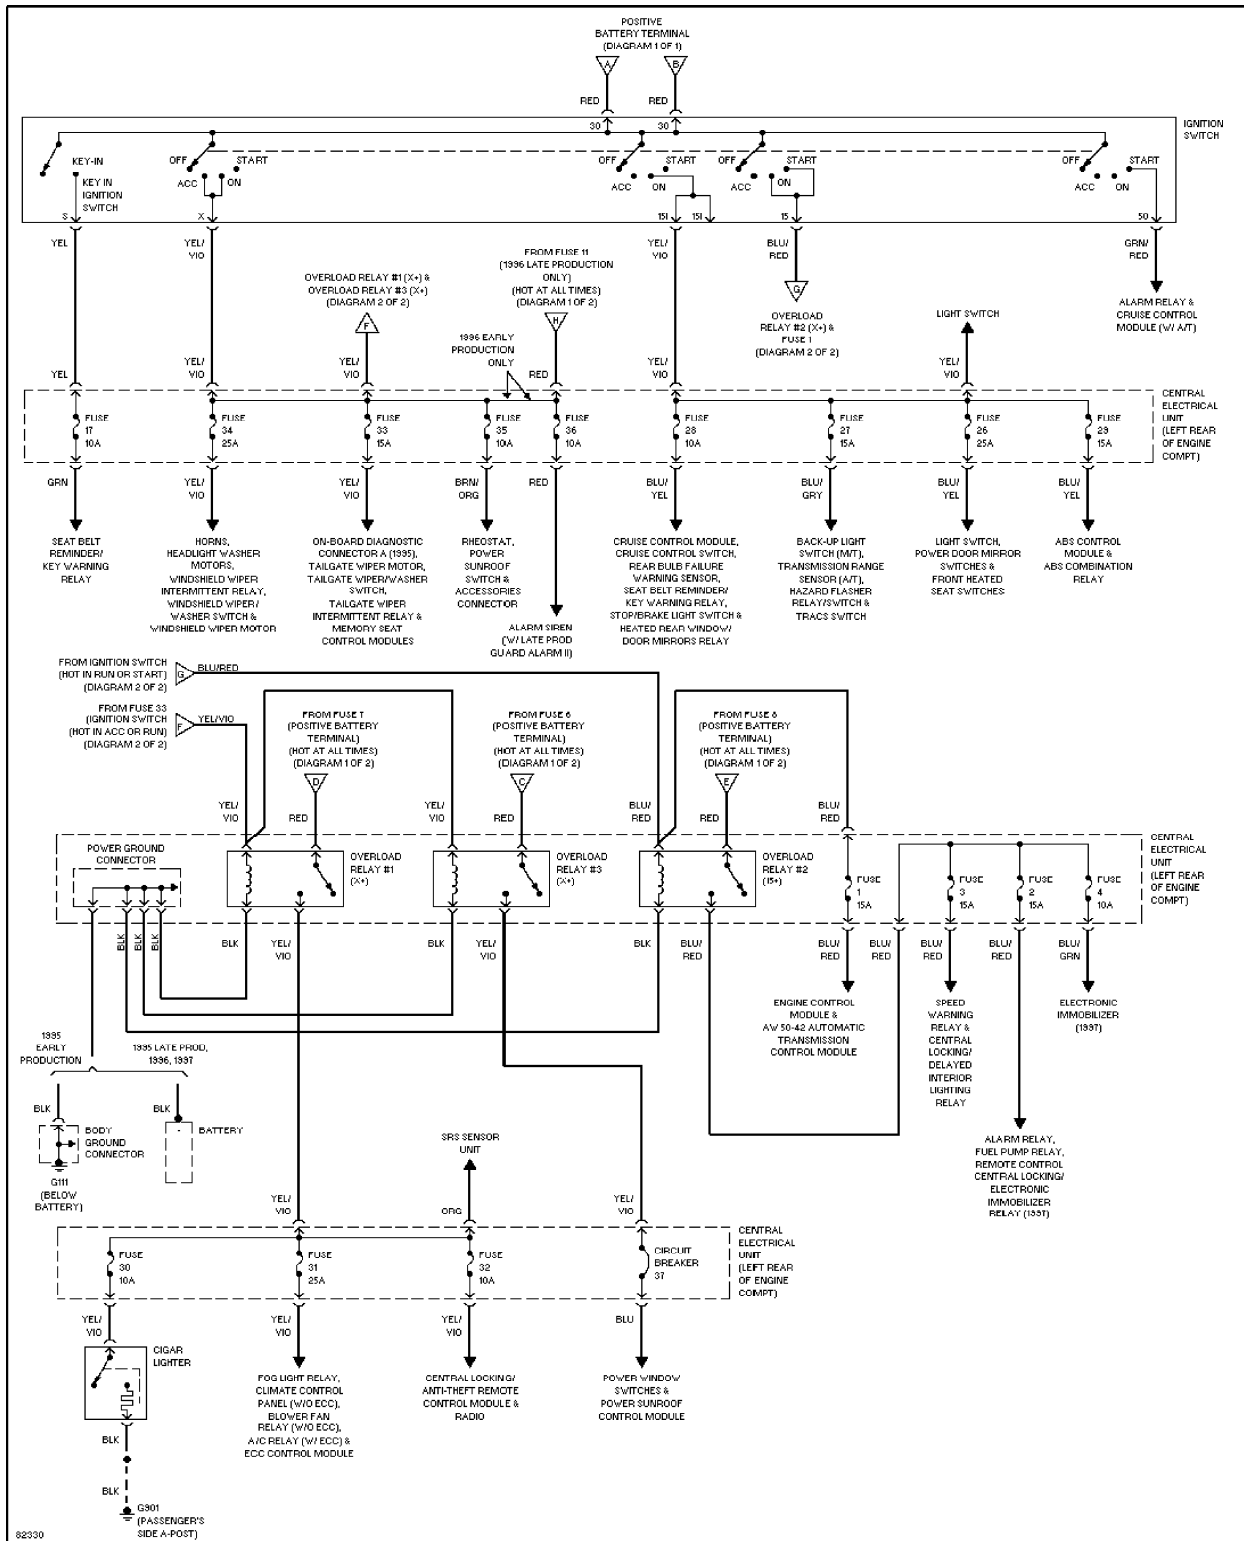 POSITIVE
BATTERY TERMINAL
(DIAGRAM 1 OF 1)
A
B
RED
RED
30
30
IGNITION
SWITCH
KEY-IN
KEY IN
IGNITION
SWITCH
OFF
START
ACC
ON
OFF
START
ACC
ON
OFF
START
ACC
ON
OFF
START
ACC
ON
S
X
15I
15I
15
50
YEL
YEL/
VIO
YEL/
VIO
BLU/
RED
GRN/
RED
OVERLOAD RELAY #1 (X+) &
OVERLOAD RELAY #3 (X+)
(DIAGRAM 2 OF 2)
F
FROM FUSE 11
(1996 LATE PRODUCTION
ONLY)
(HOT AT ALL TIMES)
(DIAGRAM 1 OF 2)
H
1996 EARLY
PRODUCTION
ONLY
G
OVERLOAD
RELAY #2 (X+) &
FUSE 1
(DIAGRAM 2 OF 2)
LIGHT SWITCH
ALARM RELAY &
CRUISE CONTROL
MODULE (W/ A/T)
YEL
YEL/
VIO
YEL/
VIO
RED
YEL/
VIO
YEL/
VIO
FUSE
17
10A
FUSE
34
25A
FUSE
33
15A
FUSE
35
10A
FUSE
36
10A
FUSE
28
10A
FUSE
27
15A
FUSE
26
25A
FUSE
29
15A
CENTRAL
ELECTRICAL
UNIT
(LEFT REAR
OF ENGINE
COMPT)
GRN
YEL/
VIO
YEL/
VIO
BRN/
ORG
RED
BLU/
YEL
BLU/
GRY
BLU/
YEL
BLU/
YEL
SEAT BELT
REMINDER/
KEY WARNING
RELAY
HORNS,
HEADLIGHT WASHER
MOTORS,
WINDSHIELD WIPER
INTERMITTENT RELAY,
WINDSHIELD WIPER/
WASHER SWITCH &
WINDSHIELD WIPER MOTOR
ON-BOARD DIAGNOSTIC
CONNECTOR A (1995),
TAILGATE WIPER MOTOR,
TAILGATE WIPER/WASHER
SWITCH,
TAILGATE WIPER
INTERMITTENT RELAY &
MEMORY SEAT
CONTROL MODULES
RHEOSTAT,
POWER
SUNROOF
SWITCH &
ACCESSORIES
CONNECTOR
ALARM SIREN
(W/ LATE PROD
GUARD ALARM II)
CRUISE CONTROL MODULE,
CRUISE CONTROL SWITCH,
REAR BULB FAILURE
WARNING SENSOR,
SEAT BELT REMINDER/
KEY WARNING RELAY,
STOP/BRAKE LIGHT SWITCH &
HEATED REAR WINDOW/
DOOR MIRRORS RELAY
BACK-UP LIGHT
SWITCH (M/T),
TRANSMISSION RANGE
SENSOR (A/T),
HAZARD FLASHER
RELAY/SWITCH &
TRACS SWITCH
LIGHT SWITCH,
POWER DOOR MIRROR
SWITCHES &
FRONT HEATED
SEAT SWITCHES
ABS CONTROL
MODULE &
ABS COMBINATION
RELAY
FROM IGNITION SWITCH
(HOT IN RUN OR START)
(DIAGRAM 2 OF 2)
G
BLU/RED
FROM FUSE 33
(IGNITION SWITCH
(HOT IN ACC OR RUN)
(DIAGRAM 2 OF 2)
F
YEL/VIO
FROM FUSE 7
(POSITIVE BATTERY
TERMINAL)
(HOT AT ALL TIMES)
(DIAGRAM 1 OF 2)
D
FROM FUSE 6
(POSITIVE BATTERY
TERMINAL)
(HOT AT ALL TIMES)
(DIAGRAM 1 OF 2)
C
FROM FUSE 8
(POSITIVE BATTERY
TERMINAL)
(HOT AT ALL TIMES)
(DIAGRAM 1 OF 2)
E
YEL/
VIO
RED
YEL/
VIO
RED
BLU/
RED
RED
BLU/
RED
POWER GROUND
CONNECTOR
OVERLOAD
RELAY #1
(X+)
OVERLOAD
RELAY #3
(X+)
OVERLOAD
RELAY #2
(15+)
FUSE
1
15A
FUSE
3
15A
FUSE
2
15A
FUSE
4
10A
CENTRAL
ELECTRICAL
UNIT
(LEFT REAR
OF ENGINE
COMPT)
BLK
BLK
BLK
BLK
YEL/
VIO
BLK
YEL/
VIO
BLK
BLU/
RED
BLU/
RED
BLU/
RED
BLU/
RED
BLU/
RED
BLU/
GRN
ENGINE CONTROL
MODULE &
AW 50-42 AUTOMATIC
TRANSMISSION
CONTROL MODULE
SPEED
WARNING
RELAY &
CENTRAL
LOCKING/
DELAYED
INTERIOR
LIGHTING
RELAY
ELECTRONIC
IMMOBILIZER
(1997)
1995
EARLY
PRODUCTION
1995 LATE PROD,
1996, 1997
BLK
BLK
BODY
GROUND
CONNECTOR
-
BATTERY
G111
(BELOW
BATTERY)
SRS SENSOR
UNIT
ALARM RELAY,
FUEL PUMP RELAY,
REMOTE CONTROL
CENTRAL LOCKING/
ELECTRONIC
IMMOBILIZER
RELAY (1997)
YEL/
VIO
ORG
YEL/
VIO
FUSE
30
10A
FUSE
31
25A
FUSE
32
10A
CIRCUIT
BREAKER
37
CENTRAL
ELECTRICAL
UNIT
(LEFT REAR
OF ENGINE
COMPT)
YEL/
VIO
YEL/
VIO
YEL/
VIO
BLU
CIGAR
LIGHTER
FOG LIGHT RELAY,
CLIMATE CONTROL
PANEL (W/O ECC),
BLOWER FAN
RELAY (W/O ECC),
A/C RELAY (W/ ECC) &
ECC CONTROL MODULE
CENTRAL LOCKING/
ANTI-THEFT REMOTE
CONTROL MODULE &
RADIO
POWER WINDOW
SWITCHES &
POWER SUNROOF
CONTROL MODULE
BLK
BLK
G901
(PASSENGER'S
SIDE A-POST)
82330